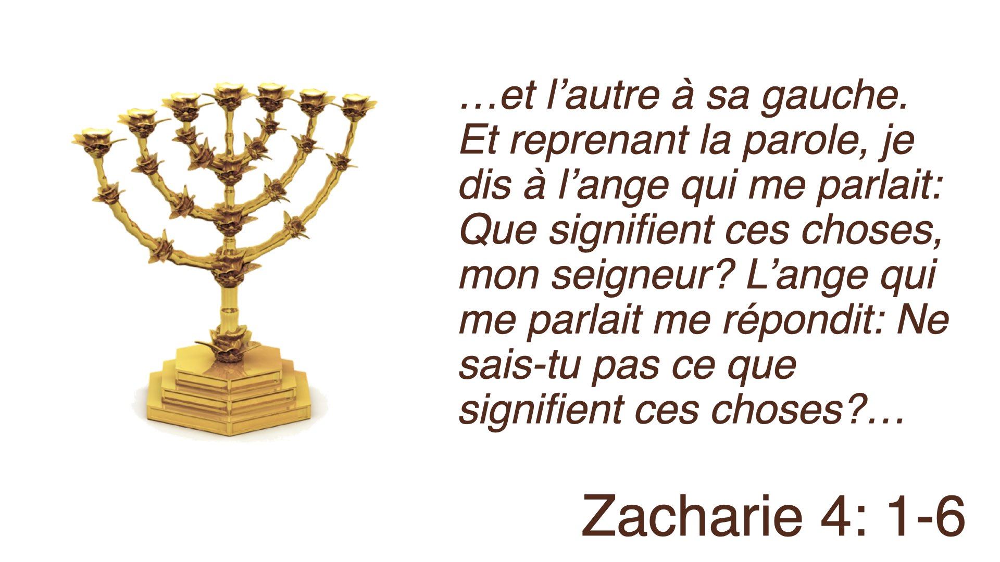 …et l’autre à sa gauche.
Et reprenant la parole, je
dis à l’ange qui me parlait:
Que signifient ces choses,
mon seigneur? L’ange qui
me parlait me répondit: Ne
sais-tu pas ce que
signifient ces choses?…
Zacharie 4: 1-6